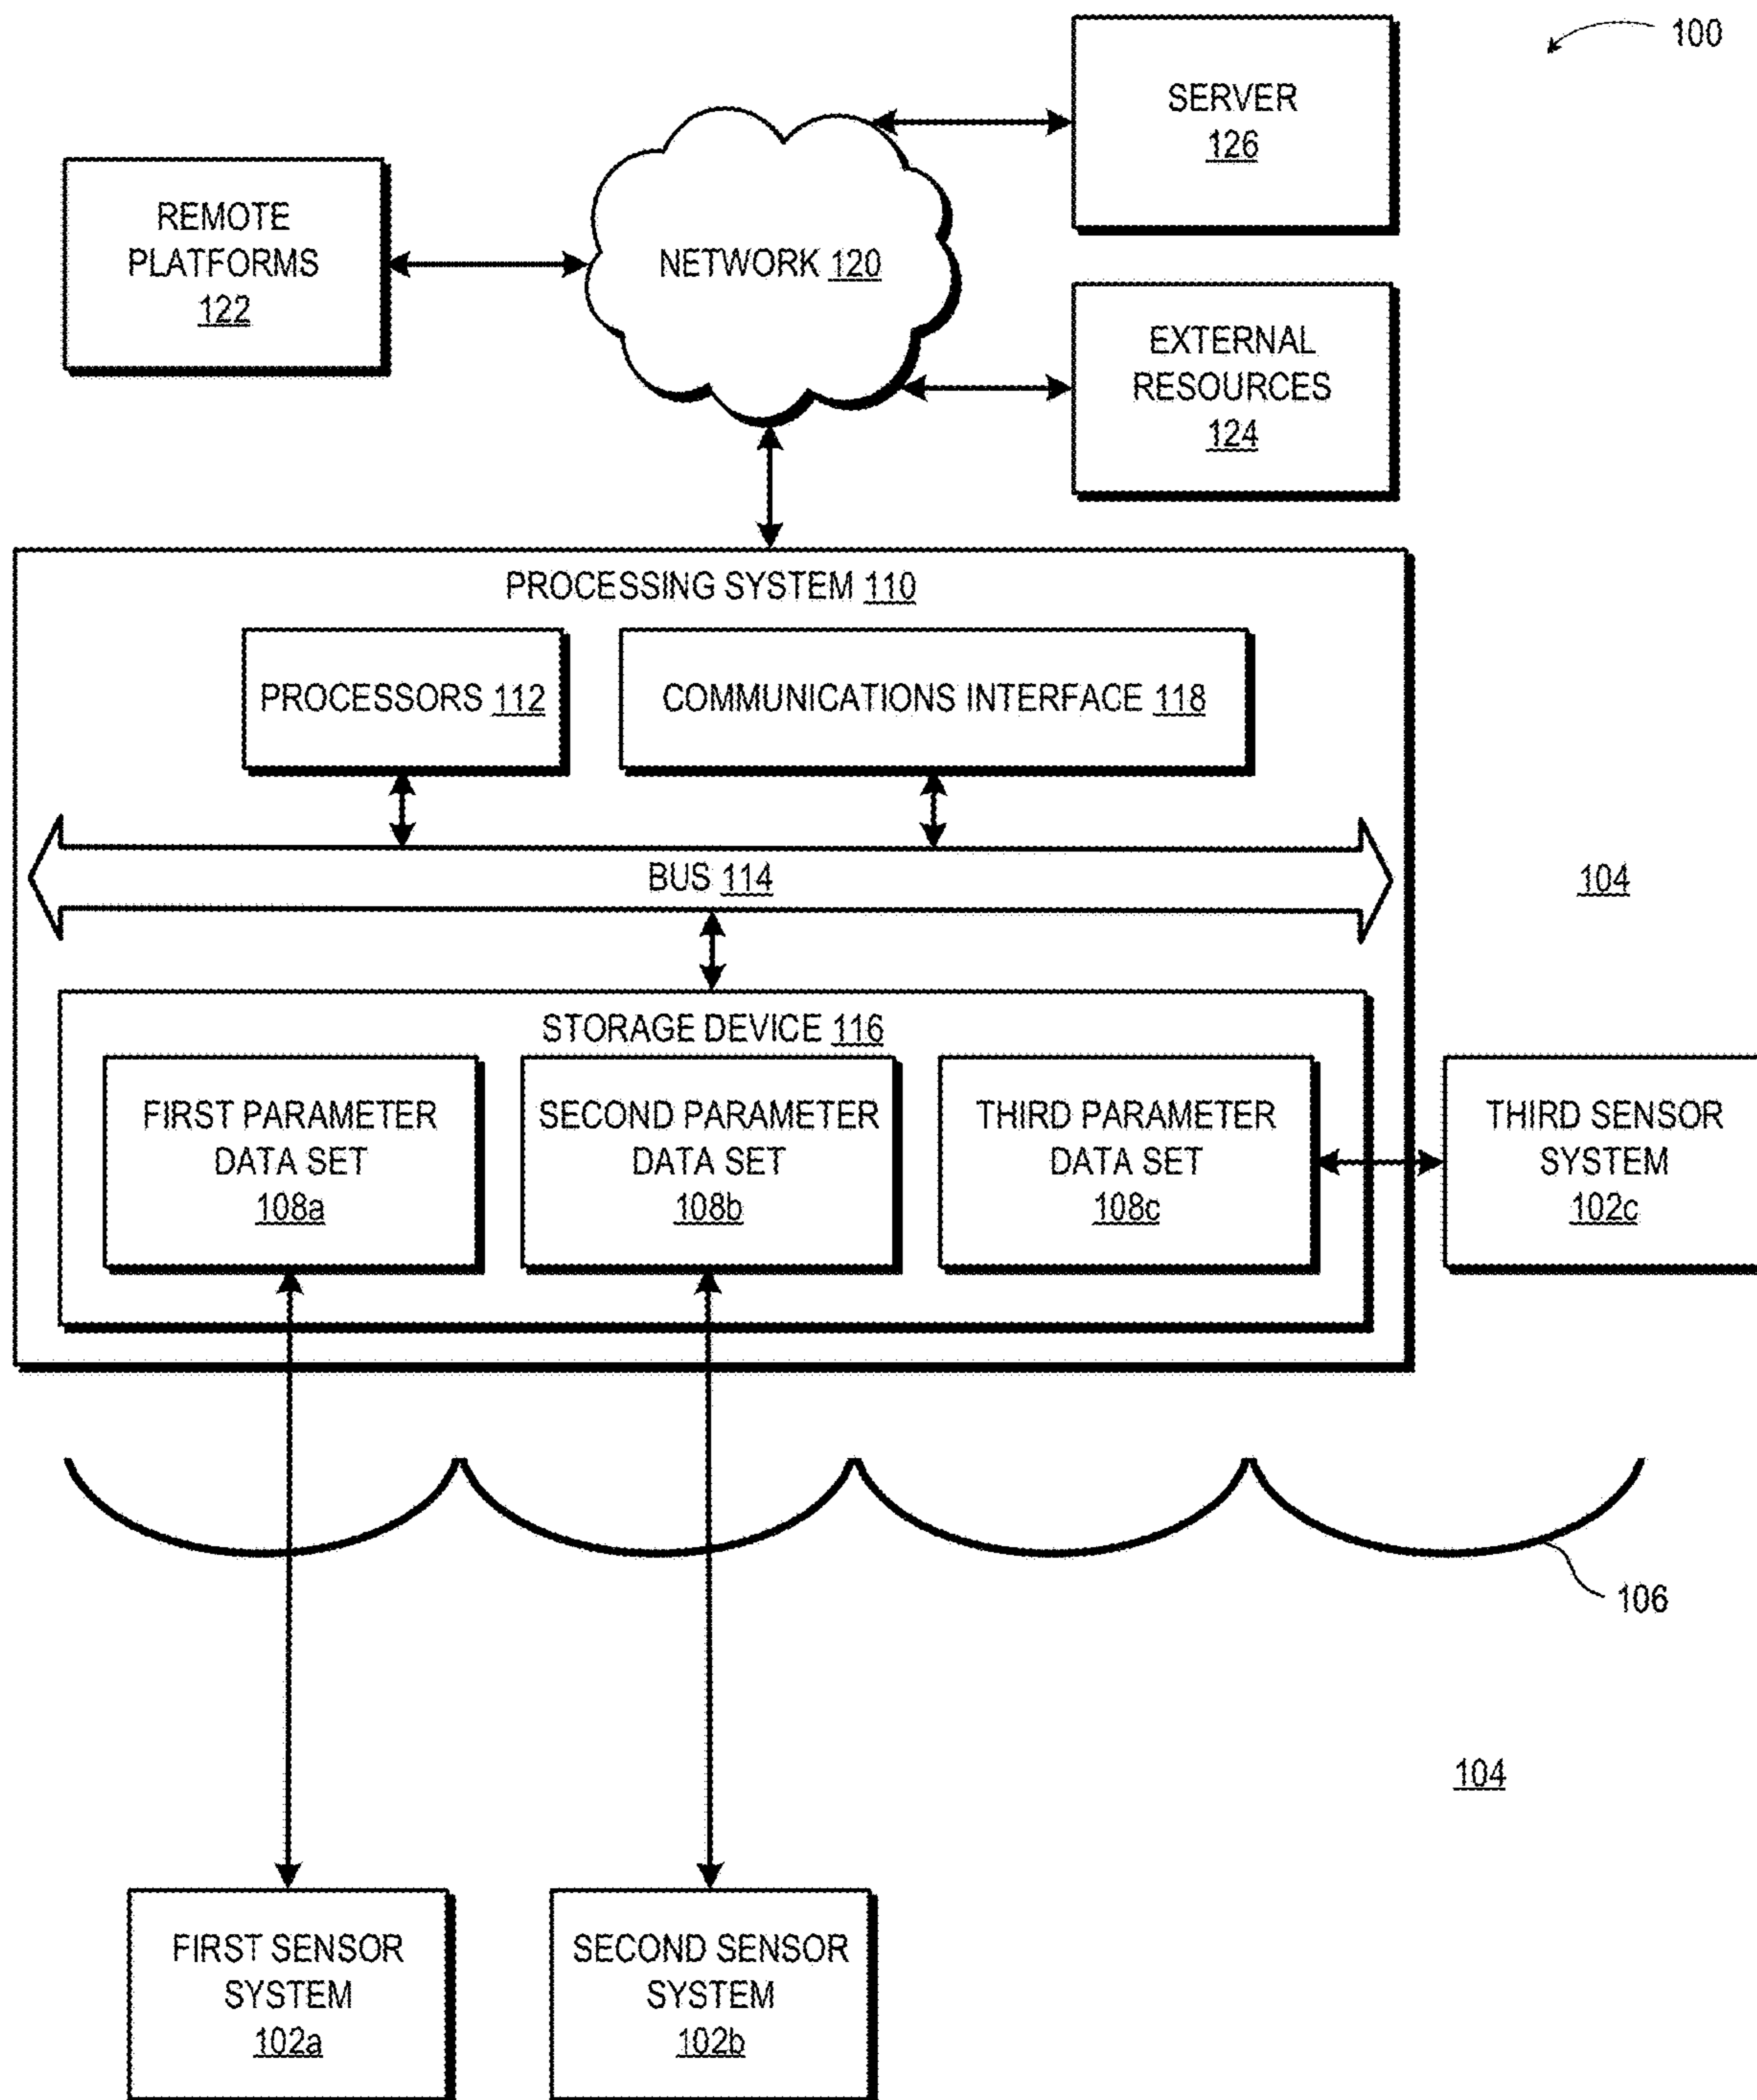 100
SERVER
126
REMOTE
PLATFORMS
122
NETWORK 120
EXTERNAL
RESOURCES
124
PROCESSING SYSTEM 110
PROCESSORS 112
COMMUNICATIONS INTERFACE 118
BUS 114
104
STORAGE DEVICE 116
FIRST PARAMETER
DATA SET
108a
SECOND PARAMETER
DATA SET
108b
THIRD PARAMETER
DATA SET
108c
THIRD SENSOR
SYSTEM
102c
106
104
FIRST SENSOR
SYSTEM
102a
SECOND SENSOR
SYSTEM
102b